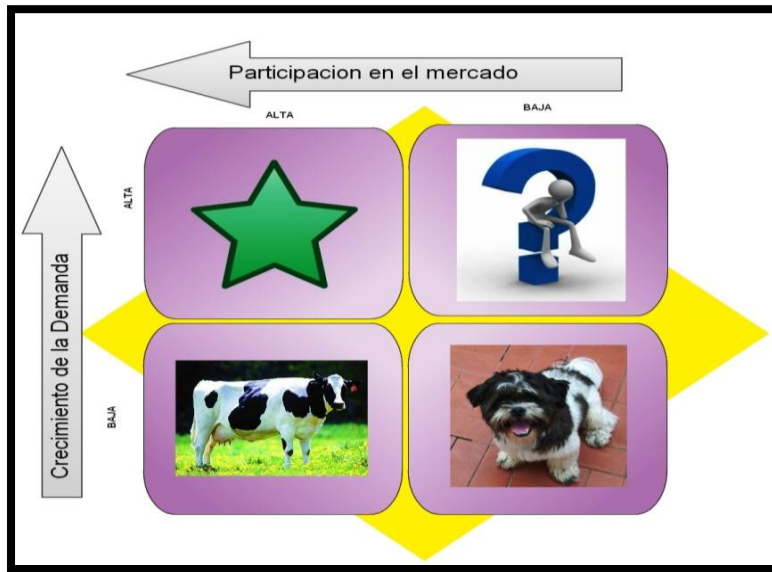 Participacion en el mercado
ALTA
BAJA
ALTA
Crecimiento de la Demanda
BAJA